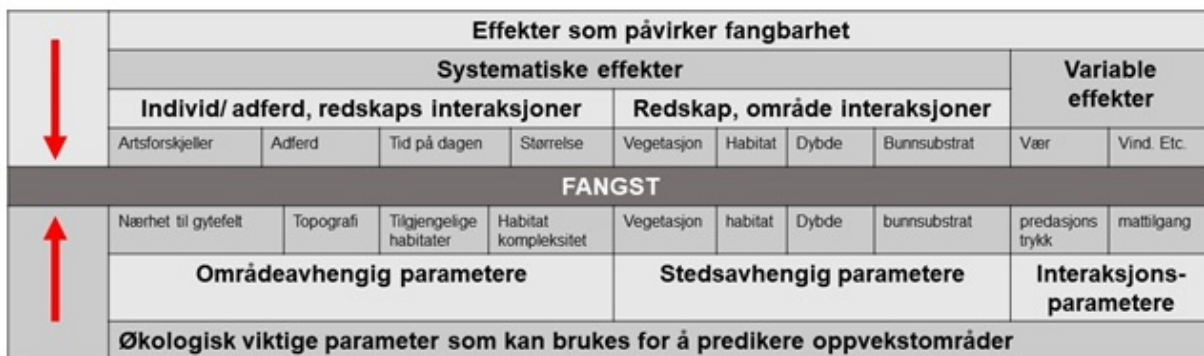 Effekter som påvirker fangbarhet
Systematiske effekter
Variable
effekter
Individ/ adferd, redskaps interaksjoner
Redskap, område interaksjoner
Artsforskjeller
Adferd
Tid på dagen
Størrelse
Vegetasjon
Habitat
Dybde
Bunnsubstrat
Vær
Vind. Etc.
FANGST
Nærhet til gytefelt
Topografi
Tilgjengelige
habitater
Habitat
kompleksitet
Vegetasjon
habitat
Dybde
bunnsubstrat
predasjons
trykk
mattilgang
Områdeavhengig parametere
Stedsavhengig parametere
Interaksjons-
parametere
Økologisk viktige parameter som kan brukes for å predikere oppvekstområder